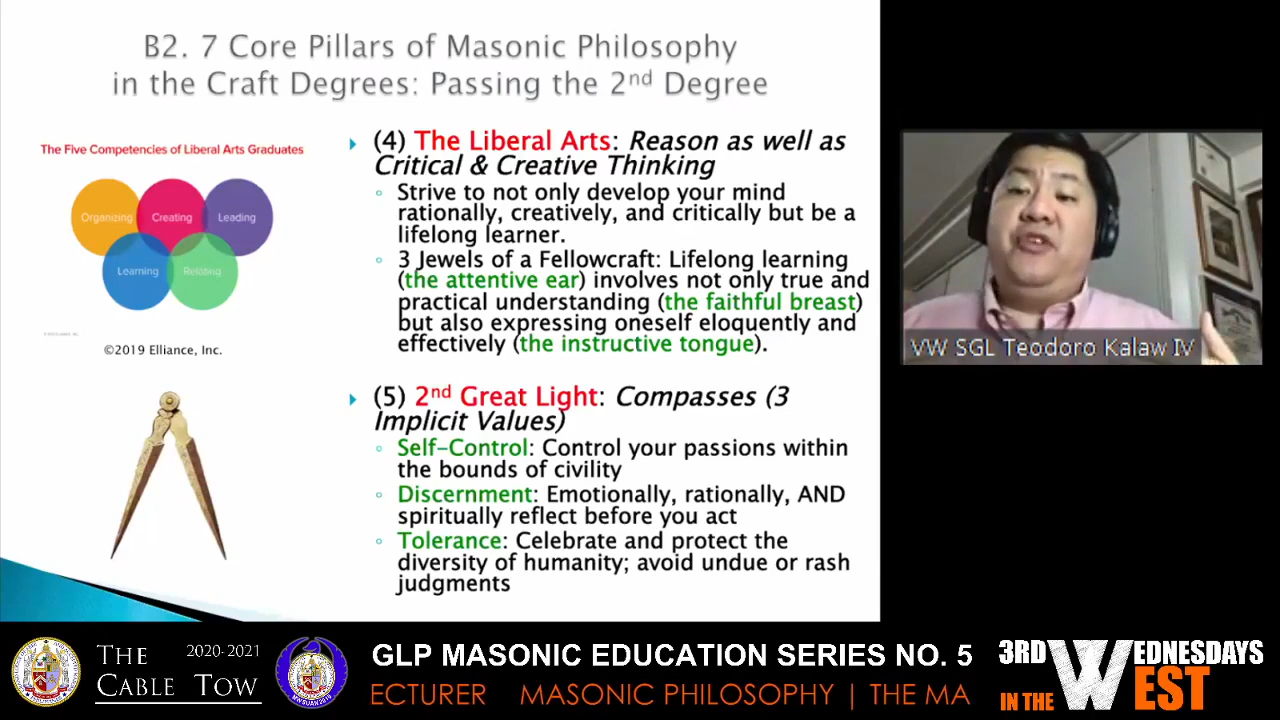 B2. 7 Core Pillars of Masonic Philosophy
in the Craft Degrees: Passing the 2nd Degree
The Five Competencies of Liberal Arts Graduates
Organizing
Creating
Leading
Learning
Relating
©2019 Elliance, Inc.
(4) The Liberal Arts: Reason as well as
Critical & Creative Thinking
Strive to not only develop your mind
rationally, creatively, and critically but be a
lifelong learner.
3 Jewels of a Fellowcraft: Lifelong learning
(the attentive ear) involves not only true and
practical understanding (the faithful breast)
but also expressing oneself eloquently and
effectively (the instructive tongue).
(5) 2nd Great Light: Compasses (3
Implicit Values)
Self-Control: Control your passions within
the bounds of civility
Discernment: Emotionally, rationally, AND
spiritually reflect before you act
Tolerance: Celebrate and protect the
diversity of humanity; avoid undue or rash
judgments
VW SGL Teodoro Kalaw IV
THE 2020-2021
CABLE TOW
GLP MASONIC EDUCATION SERIES NO. 5
ECTURER MASONIC PHILOSOPHY | THE MA
3RD WEDNESDAYS
IN THE WEST